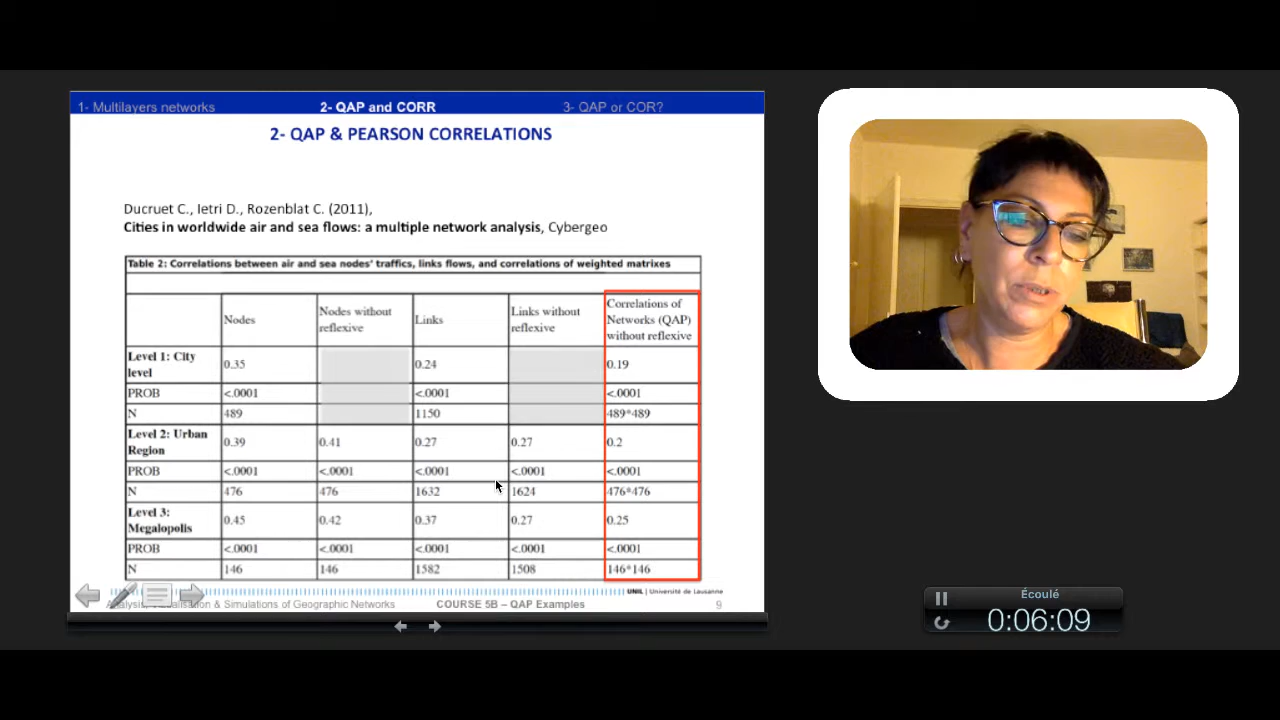 1- Multilayers networks 2- QAP and CORR 3- QAP or COR?
2- QAP & PEARSON CORRELATIONS
Ducruet C., Ietri D., Rozenblat C. (2011),
Cities in worldwide air and sea flows: a multiple network analysis, Cybergeo
Table 2: Correlations between air and sea nodes' traffics, links flows, and correlations of weighted matrixes
Nodes Nodes without reflexive Links Links without reflexive Correlations of Networks (QAP) without reflexive
Level 1: City level 0.35 0.24 0.19
PROB <.0001 <.0001 <.0001
N 489 1150 489*489
Level 2: Urban Region 0.39 0.41 0.27 0.27 0.2
PROB <.0001 <.0001 <.0001 <.0001 <.0001
N 476 476 1632 1624 476*476
Level 3: Megalopolis 0.45 0.42 0.37 0.27 0.25
PROB <.0001 <.0001 <.0001 <.0001 <.0001
N 146 146 1582 1508 146*146
UNIL | Université de Lausanne
Analysis, Visualisation & Simulations of Geographic Networks COURSE 5B – QAP Examples 9
Écoulé
0:06:09